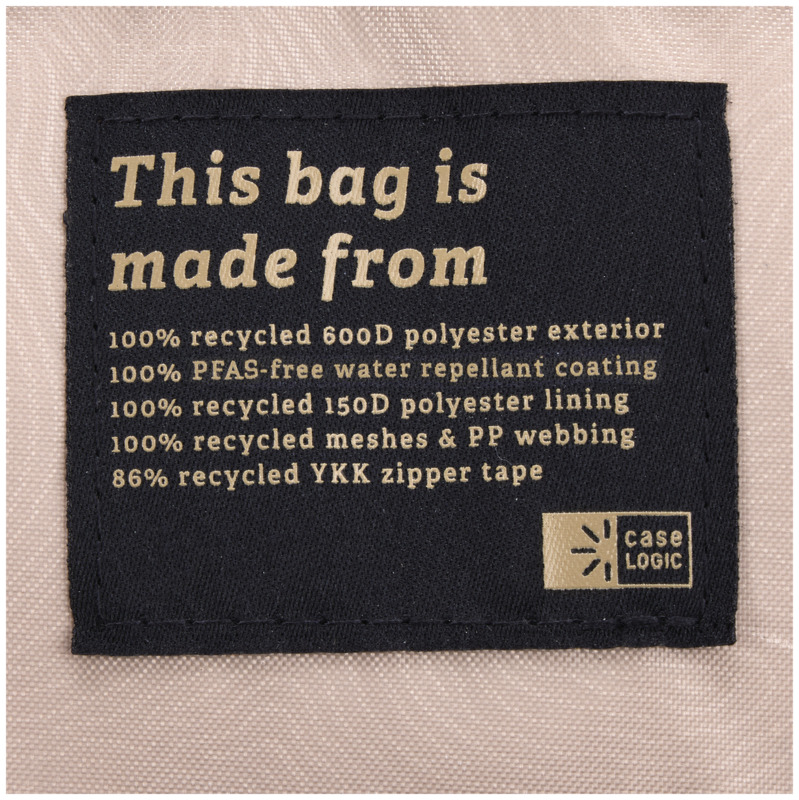 This bag is
made from
100% recycled 600D polyester exterior
100% PFAS-free water repellant coating
100% recycled 150D polyester lining
100% recycled meshes & PP webbing
86% recycled YKK zipper tape
case
LOGIC